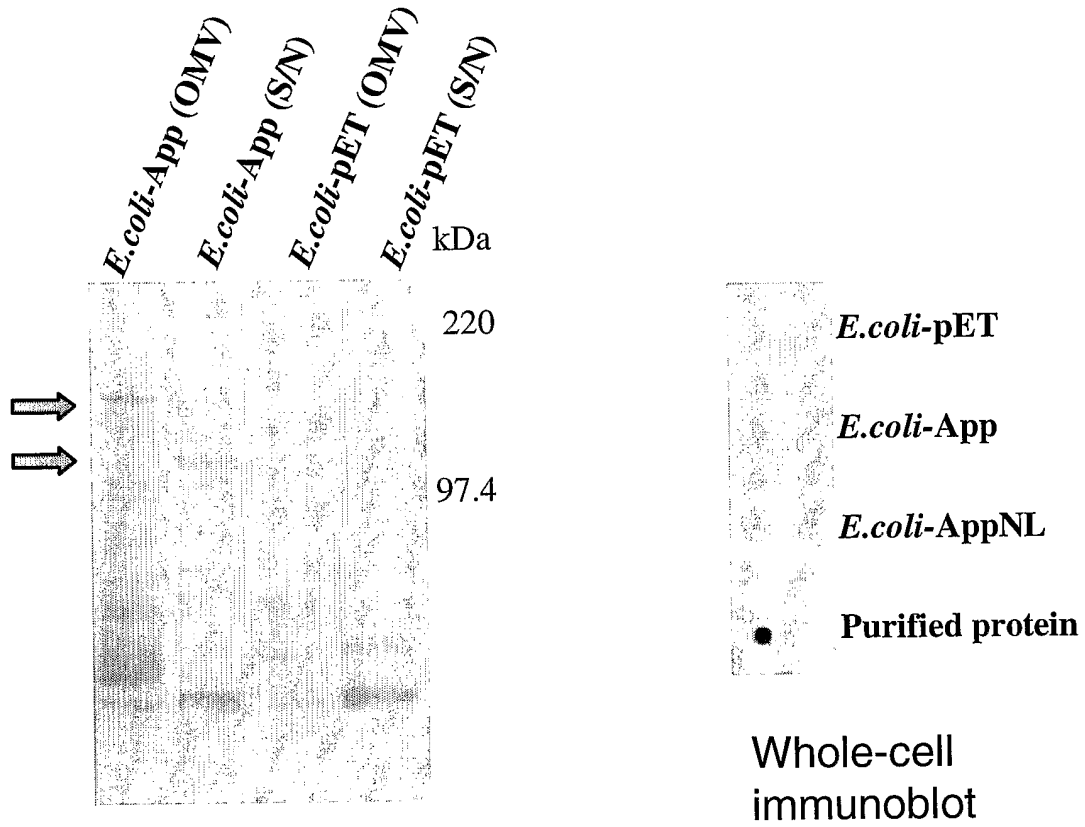 E.coli-App (OMV)
E.coli-App (S/N)
E.coli-pET (OMV)
E.coli-pET (S/N)
kDa
220
97.4
E.coli-pET
E.coli-App
E.coli-AppNL
Purified protein
Whole-cell
immunoblot